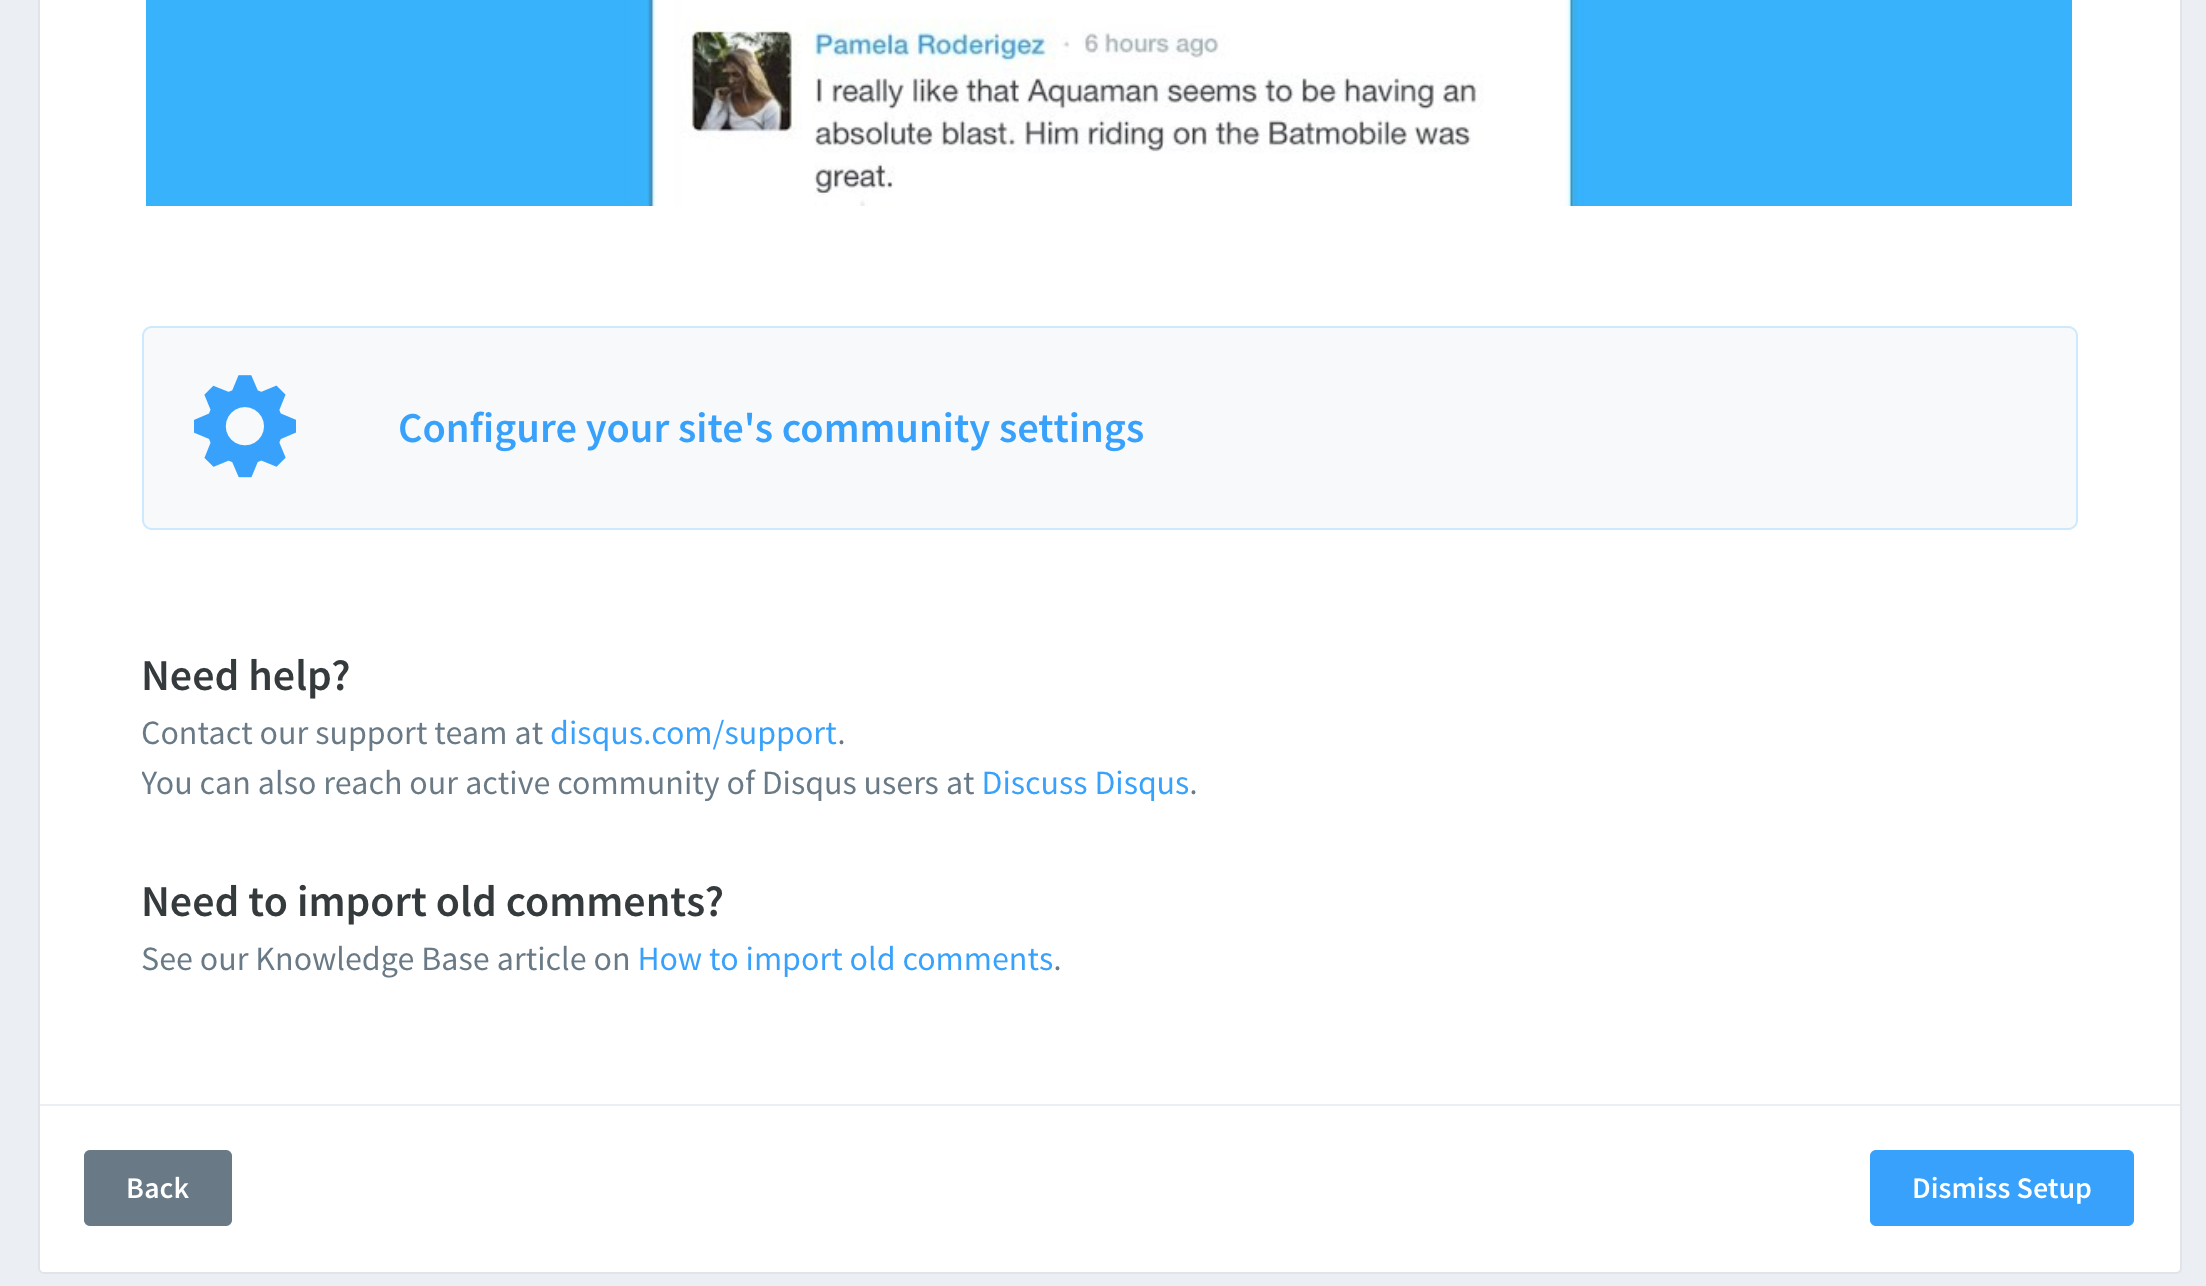 Pamela Roderigez · 6 hours ago
I really like that Aquaman seems to be having an
absolute blast. Him riding on the Batmobile was
great.
Configure your site's community settings
Need help?
Contact our support team at disqus.com/support.
You can also reach our active community of Disqus users at Discuss Disqus.
Need to import old comments?
See our Knowledge Base article on How to import old comments.
Back
Dismiss Setup